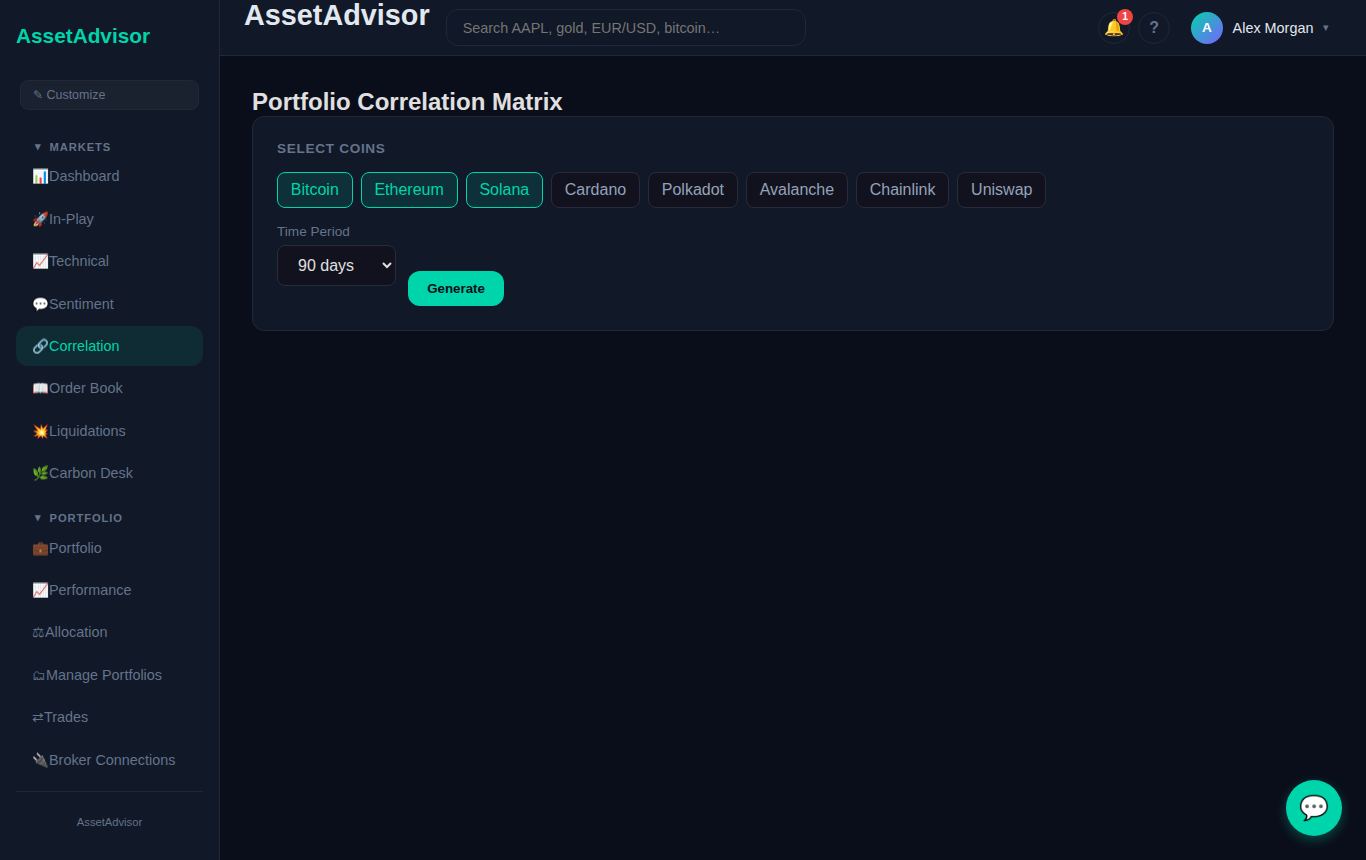 AssetAdvisor
✎ Customize
▼ MARKETS
Dashboard
In-Play
Technical
Sentiment
Correlation
Order Book
Liquidations
Carbon Desk
▼ PORTFOLIO
Portfolio
Performance
Allocation
Manage Portfolios
Trades
Broker Connections
AssetAdvisor
AssetAdvisor
Search AAPL, gold, EUR/USD, bitcoin…
1
?
A
Alex Morgan ▾
Portfolio Correlation Matrix
SELECT COINS
Bitcoin Ethereum Solana Cardano Polkadot Avalanche Chainlink Uniswap
Time Period
90 days
Generate